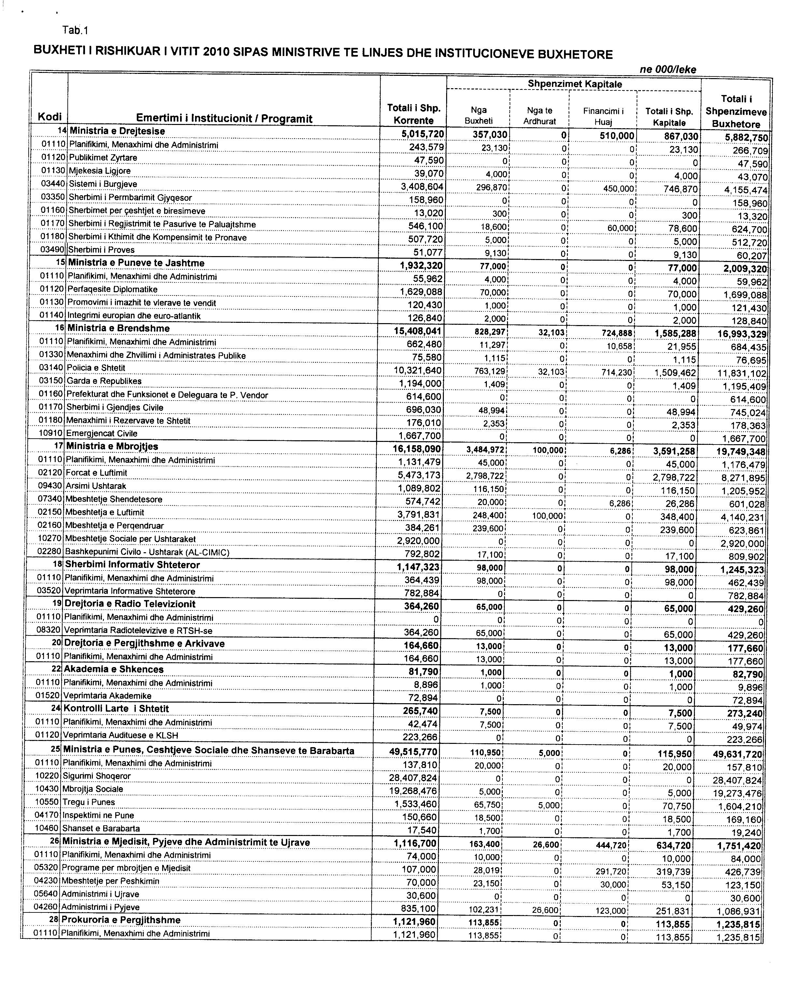 Tab.1
BUXHETI I RISHIKUAR I VITIT 2010 SIPAS MINISTRIVE TE LINJES DHE INSTITUCIONEVE BUXHETORE
ne 000/leke
Kodi Emertimi i Institucionit / Programit Totali i Shp. Korrente Shpenzimet Kapitale Nga Buxheti Nga te Ardhurat Financimi i Huaj Totali i Shp. Kapitale Totali i Shpenzimeve Buxhetore
14 Ministria e Drejtesise 5,015,720 357,030 0 510,000 867,030 5,882,750
01110 Planifikimi, Menaxhimi dhe Administrimi 243,579 23,130 0 0 23,130 266,709
01120 Publikimet Zyrtare 47,590 0 0 0 0 47,590
01130 Mjekesia Ligjore 39,070 4,000 0 0 4,000 43,070
03440 Sistemi i Burgjeve 3,408,604 296,870 0 450,000 746,870 4,155,474
03350 Sherbimi i Permbarimit Gjyqesor 158,960 0 0 0 0 158,960
01160 Sherbimet per çeshtjet e biresimeve 13,020 300 0 0 300 13,320
01170 Sherbimi i Regjistrimit te Pasurive te Paluajtshme 546,100 18,600 0 60,000 78,600 624,700
01180 Sherbimi i Kthimit dhe Kompensimit te Pronave 507,720 5,000 0 0 5,000 512,720
03490 Sherbimi i Proves 51,077 9,130 0 0 9,130 60,207
15 Ministria e Puneve te Jashtme 1,932,320 77,000 0 0 77,000 2,009,320
01110 Planifikimi, Menaxhimi dhe Administrimi 55,962 4,000 0 0 4,000 59,962
01120 Perfaqesite Diplomatike 1,629,088 70,000 0 0 70,000 1,699,088
01130 Promovimi i imazhit te vlerave te vendit 120,430 1,000 0 0 1,000 121,430
01140 Integrimi europian dhe euro-atlantik 126,840 2,000 0 0 2,000 128,840
16 Ministria e Brendshme 15,408,041 828,297 32,103 724,888 1,585,288 16,993,329
01110 Planifikimi, Menaxhimi dhe Administrimi 662,480 11,297 0 10,658 21,955 684,435
01330 Menaxhimi dhe Zhvillimi i Administrates Publike 75,580 1,115 0 0 1,115 76,695
03140 Policia e Shtetit 10,321,640 763,129 32,103 714,230 1,509,462 11,831,102
03150 Garda e Republikes 1,194,000 1,409 0 0 1,409 1,195,409
01160 Prefekturat dhe Funksionet e Deleguara te P. Vendor 614,600 0 0 0 0 614,600
01170 Sherbimi i Gjendjes Civile 696,030 48,994 0 0 48,994 745,024
01180 Menaxhimi i Rezervave te Shtetit 176,010 2,353 0 0 2,353 178,363
10910 Emergjencat Civile 1,667,700 0 0 0 0 1,667,700
17 Ministria e Mbrojtjes 16,158,090 3,484,972 100,000 6,286 3,591,258 19,749,348
01110 Planifikimi, Menaxhimi dhe Administrimi 1,131,479 45,000 0 0 45,000 1,176,479
02120 Forcat e Luftimit 5,473,173 2,798,722 0 0 2,798,722 8,271,895
09430 Arsimi Ushtarak 1,089,802 116,150 0 0 116,150 1,205,952
07340 Mbeshtetje Shendetesore 574,742 20,000 0 6,286 26,286 601,028
02150 Mbeshtetja e Luftimit 3,791,831 248,400 100,000 0 348,400 4,140,231
02160 Mbeshtetja e Perqendruar 384,261 239,600 0 0 239,600 623,861
10270 Mbeshtetje Sociale per Ushtaraket 2,920,000 0 0 0 0 2,920,000
02280 Bashkepunimi Civilo - Ushtarak (AL-CIMIC) 792,802 17,100 0 0 17,100 809,902
18 Sherbimi Informativ Shteteror 1,147,323 98,000 0 0 98,000 1,245,323
01110 Planifikimi, Menaxhimi dhe Administrimi 364,439 98,000 0 0 98,000 462,439
03520 Veprimtaria Informative Shteterore 782,884 0 0 0 0 782,884
19 Drejtoria e Radio Televizionit 364,260 65,000 0 0 65,000 429,260
01110 Planifikimi, Menaxhimi dhe Administrimi 0 0 0 0 0 0
08320 Veprimtaria Radiotelevizive e RTSH-se 364,260 65,000 0 0 65,000 429,260
20 Drejtoria e Pergjithshme e Arkivave 164,660 13,000 0 0 13,000 177,660
01110 Planifikimi, Menaxhimi dhe Administrimi 164,660 13,000 0 0 13,000 177,660
22 Akademia e Shkences 81,790 1,000 0 0 1,000 82,790
01110 Planifikimi, Menaxhimi dhe Administrimi 8,896 1,000 0 0 1,000 9,896
01520 Veprimtaria Akademike 72,894 0 0 0 0 72,894
24 Kontrolli Larte i Shtetit 265,740 7,500 0 0 7,500 273,240
01110 Planifikimi, Menaxhimi dhe Administrimi 42,474 7,500 0 0 7,500 49,974
01120 Veprimtaria Audituese e KLSH 223,266 0 0 0 0 223,266
25 Ministria e Punes, Ceshtjeve Sociale dhe Shanseve te Barabarta 49,515,770 110,950 5,000 0 115,950 49,631,720
01110 Planifikimi, Menaxhimi dhe Administrimi 137,810 20,000 0 0 20,000 157,810
10220 Sigurimi Shoqeror 28,407,824 0 0 0 0 28,407,824
10430 Mbrojtja Sociale 19,268,476 5,000 0 0 5,000 19,273,476
10550 Tregu i Punes 1,533,460 65,750 5,000 0 70,750 1,604,210
04170 Inspektimi ne Pune 150,660 18,500 0 0 18,500 169,160
10460 Shanset e Barabarta 17,540 1,700 0 0 1,700 19,240
26 Ministria e Mjedisit, Pyjeve dhe Administrimit te Ujrave 1,116,700 163,400 26,600 444,720 634,720 1,751,420
01110 Planifikimi, Menaxhimi dhe Administrimi 74,000 10,000 0 0 10,000 84,000
05320 Programe per mbrojtjen e Mjedisit 107,000 28,019 0 291,720 319,739 426,739
04230 Mbeshtetje per Peshkimin 70,000 23,150 0 30,000 53,150 123,150
05640 Administrimi i Ujrave 30,600 0 0 0 0 30,600
04260 Administrimi i Pyjeve 835,100 102,231 26,600 123,000 251,831 1,086,931
28 Prokuroria e Pergjithshme 1,121,960 113,855 0 0 113,855 1,235,815
01110 Planifikimi, Menaxhimi dhe Administrimi 1,121,960 113,855 0 0 113,855 1,235,815